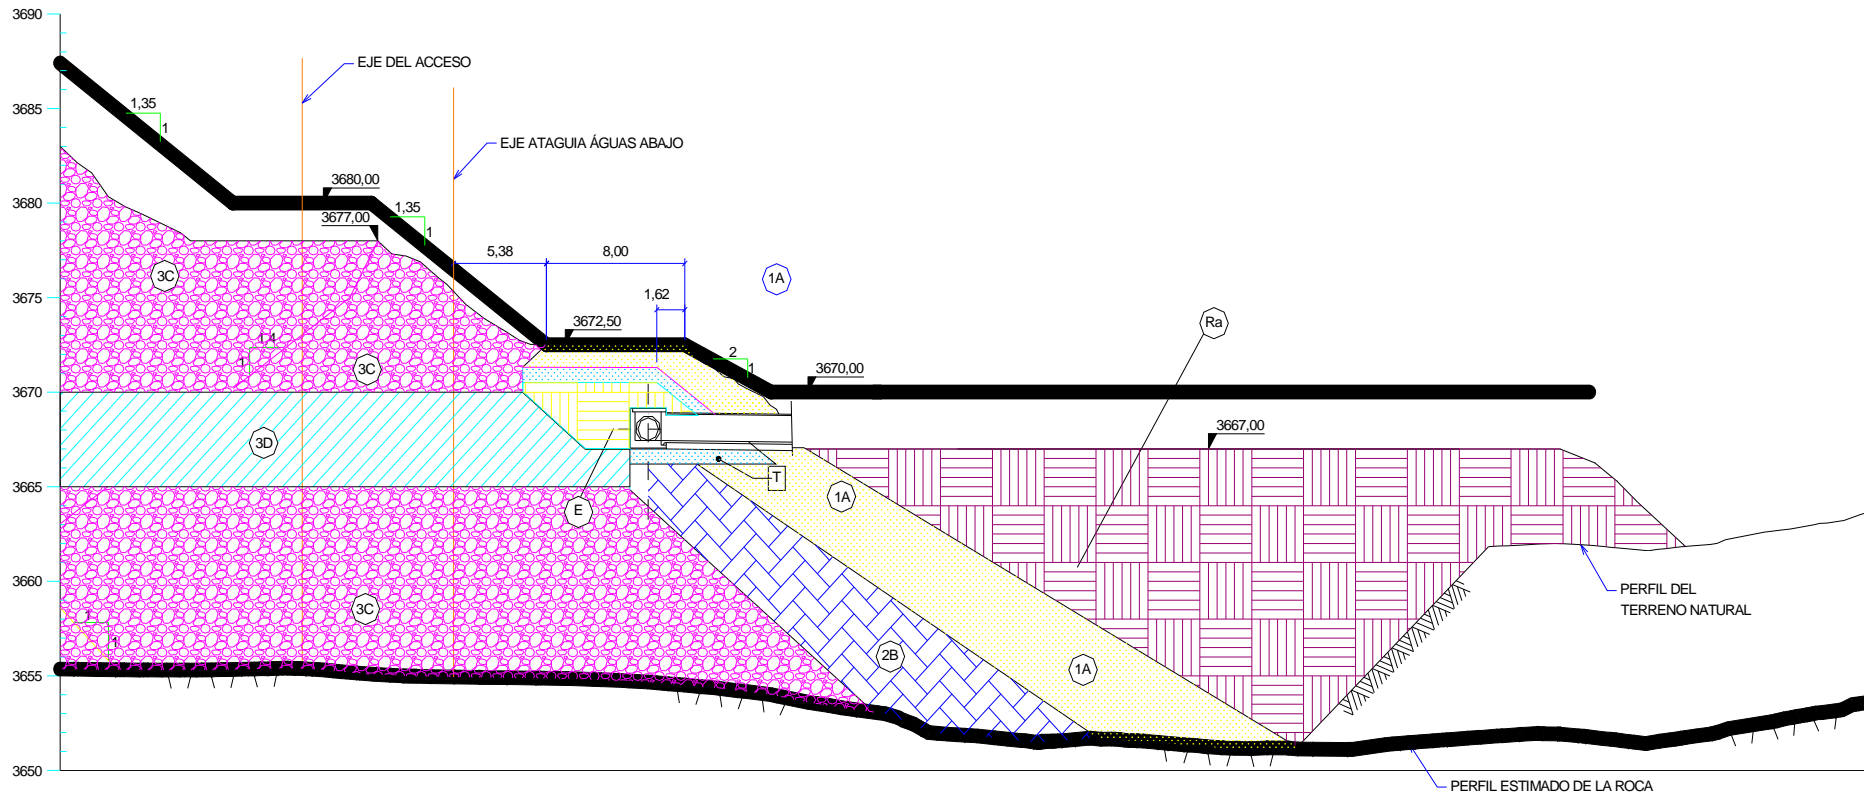 3690
EJE DEL ACCESO
3685
1,35
1
EJE ATAGUIA ÁGUAS ABAJO
3680
3680,00
3677,00
1,35
1
5,38
8,00
3C
1A
3675
1,62
3672,50
Ra
1,4
1
3C
2
1
3670,00
3670
3D
3667,00
T
3665
E
1A
3660
3C
1
1
PERFIL DEL
TERRENO NATURAL
2B
1A
3655
3650
PERFIL ESTIMADO DE LA ROCA